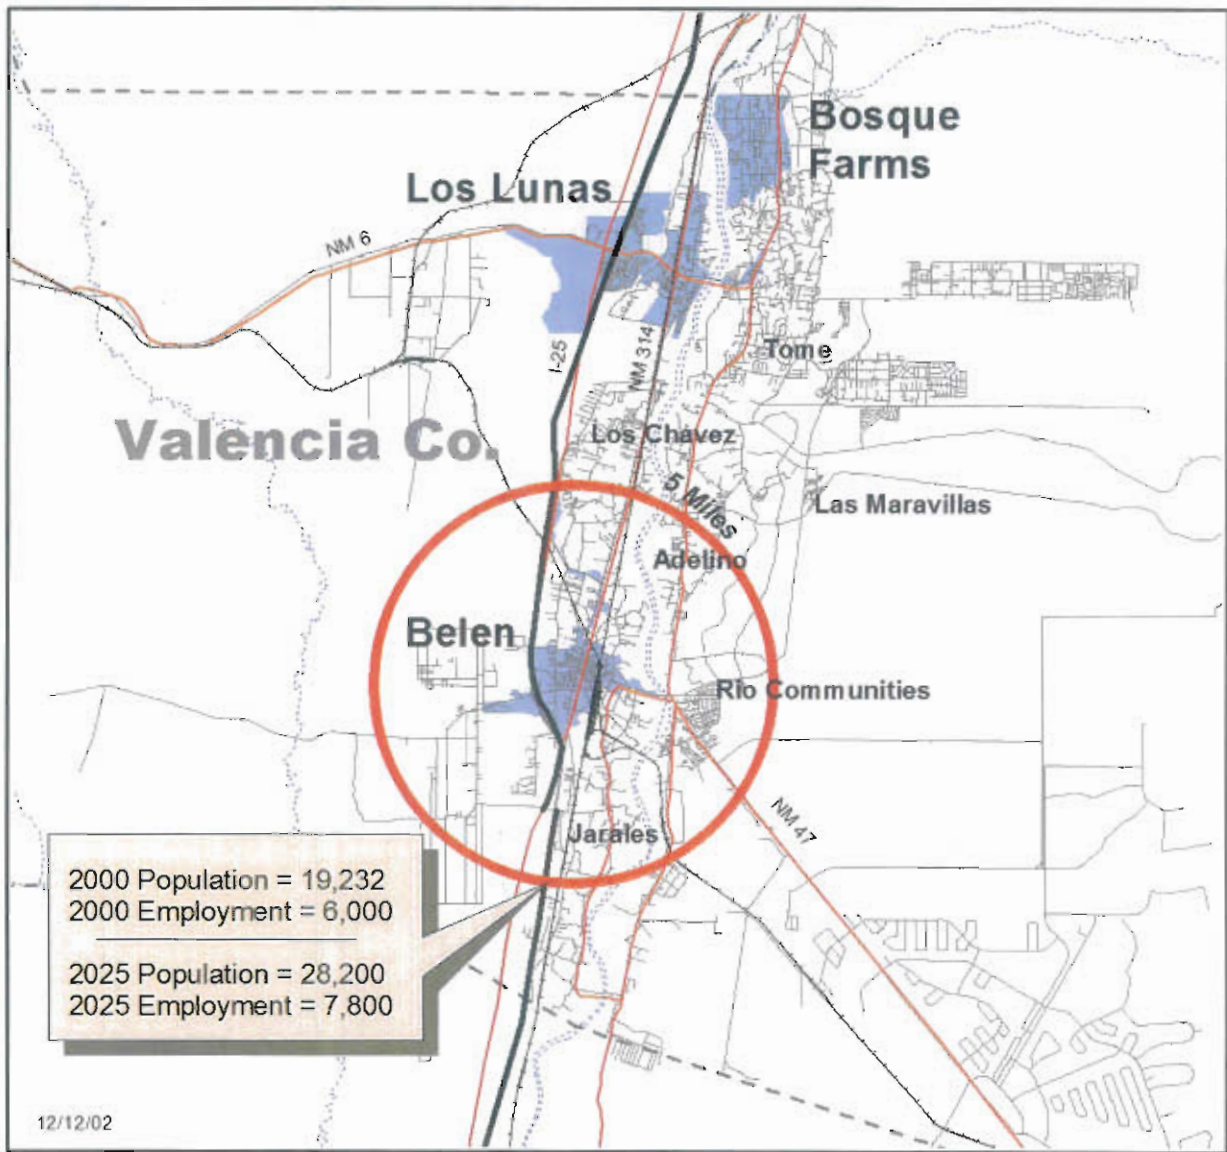 Bosque
Farms
Los Lunas
NM 6
I-25
NM 314
Tome
Valencia Co.
Los Chavez
5 Miles
Las Maravillas
Adelino
Belen
Rio Communities
NM 47
Jarales
2000 Population = 19,232
2000 Employment = 6,000
2025 Population = 28,200
2025 Employment = 7,800
12/12/02